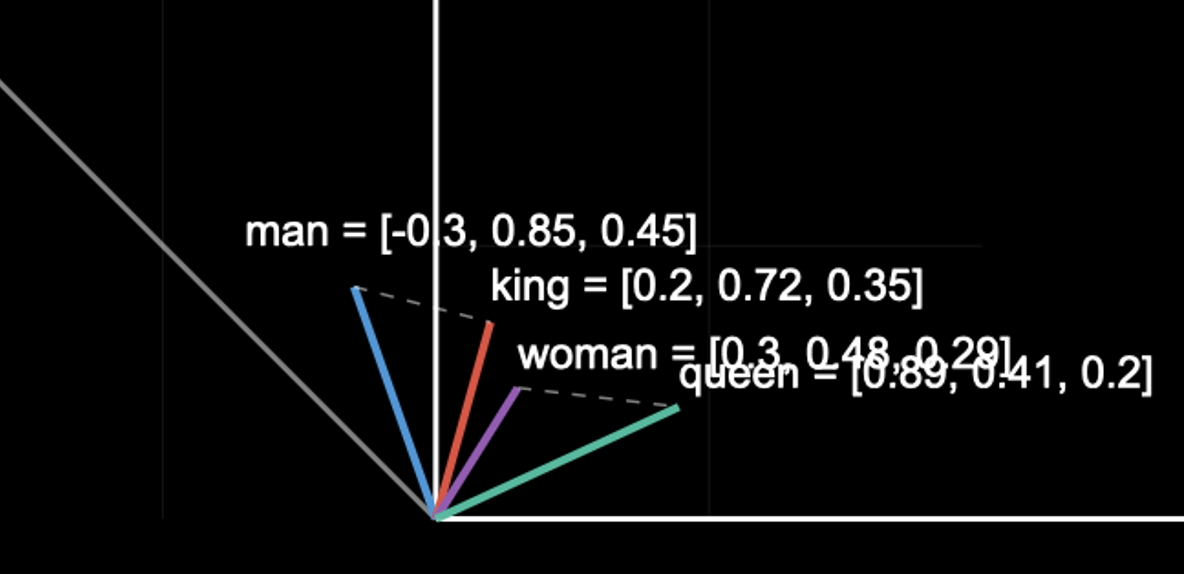 man = [-0.3, 0.85, 0.45]
king = [0.2, 0.72, 0.35]
woman = [0.3, 0.48, 0.29]
queen = [0.89, 0.41, 0.2]